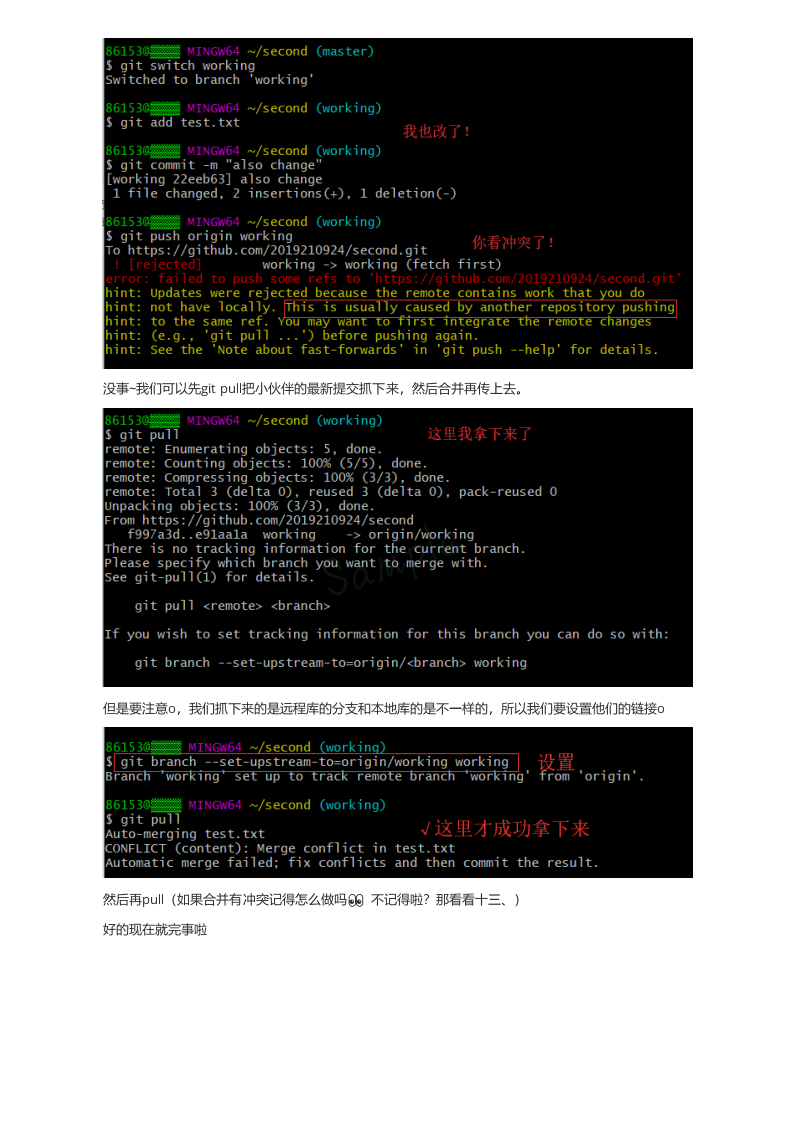 86153@▒▒▒▒ MINGW64 ~/second (master)
$ git switch working
Switched to branch 'working'
86153@▒▒▒▒ MINGW64 ~/second (working)
$ git add test.txt
我也改了！
86153@▒▒▒▒ MINGW64 ~/second (working)
$ git commit -m "also change"
[working 22eeb63] also change
1 file changed, 2 insertions(+), 1 deletion(-)
86153@▒▒▒▒ MINGW64 ~/second (working)
$ git push origin working
你看冲突了！
To https://github.com/2019210924/second.git
! [rejected] working -> working (fetch first)
error: failed to push some refs to 'https://github.com/2019210924/second.git'
hint: Updates were rejected because the remote contains work that you do
hint: not have locally. This is usually caused by another repository pushing
hint: to the same ref. You may want to first integrate the remote changes
hint: (e.g., 'git pull ...') before pushing again.
hint: See the 'Note about fast-forwards' in 'git push --help' for details.
没事~我们可以先git pull把小伙伴的最新提交抓下来，然后合并再传上去。
86153@▒▒▒▒ MINGW64 ~/second (working)
$ git pull 这里我拿下来了
remote: Enumerating objects: 5, done.
remote: Counting objects: 100% (5/5), done.
remote: Compressing objects: 100% (3/3), done.
remote: Total 3 (delta 0), reused 3 (delta 0), pack-reused 0
Unpacking objects: 100% (3/3), done.
From https://github.com/2019210924/second
f997a3d..e91aa1a working -> origin/working
There is no tracking information for the current branch.
Please specify which branch you want to merge with.
See git-pull(1) for details.
Sample
git pull <remote> <branch>
If you wish to set tracking information for this branch you can do so with:
git branch --set-upstream-to=origin/<branch> working
但是要注意o，我们抓下来的是远程库的分支和本地库的是不一样的，所以我们要设置他们的链接o
86153@▒▒▒▒ MINGW64 ~/second (working)
$ git branch --set-upstream-to=origin/working working 设置
Branch 'working' set up to track remote branch 'working' from 'origin'.
86153@▒▒▒▒ MINGW64 ~/second (working)
$ git pull
√这里才成功拿下来
Auto-merging test.txt
CONFLICT (content): Merge conflict in test.txt
Automatic merge failed; fix conflicts and then commit the result.
然后再pull（如果合并有冲突记得怎么做吗👀 不记得啦？那看看十三、）
好的现在就完事啦